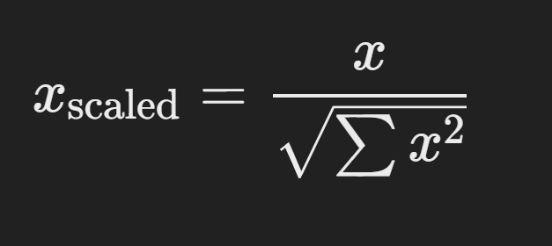 x_scaled = x / √(∑ x²)